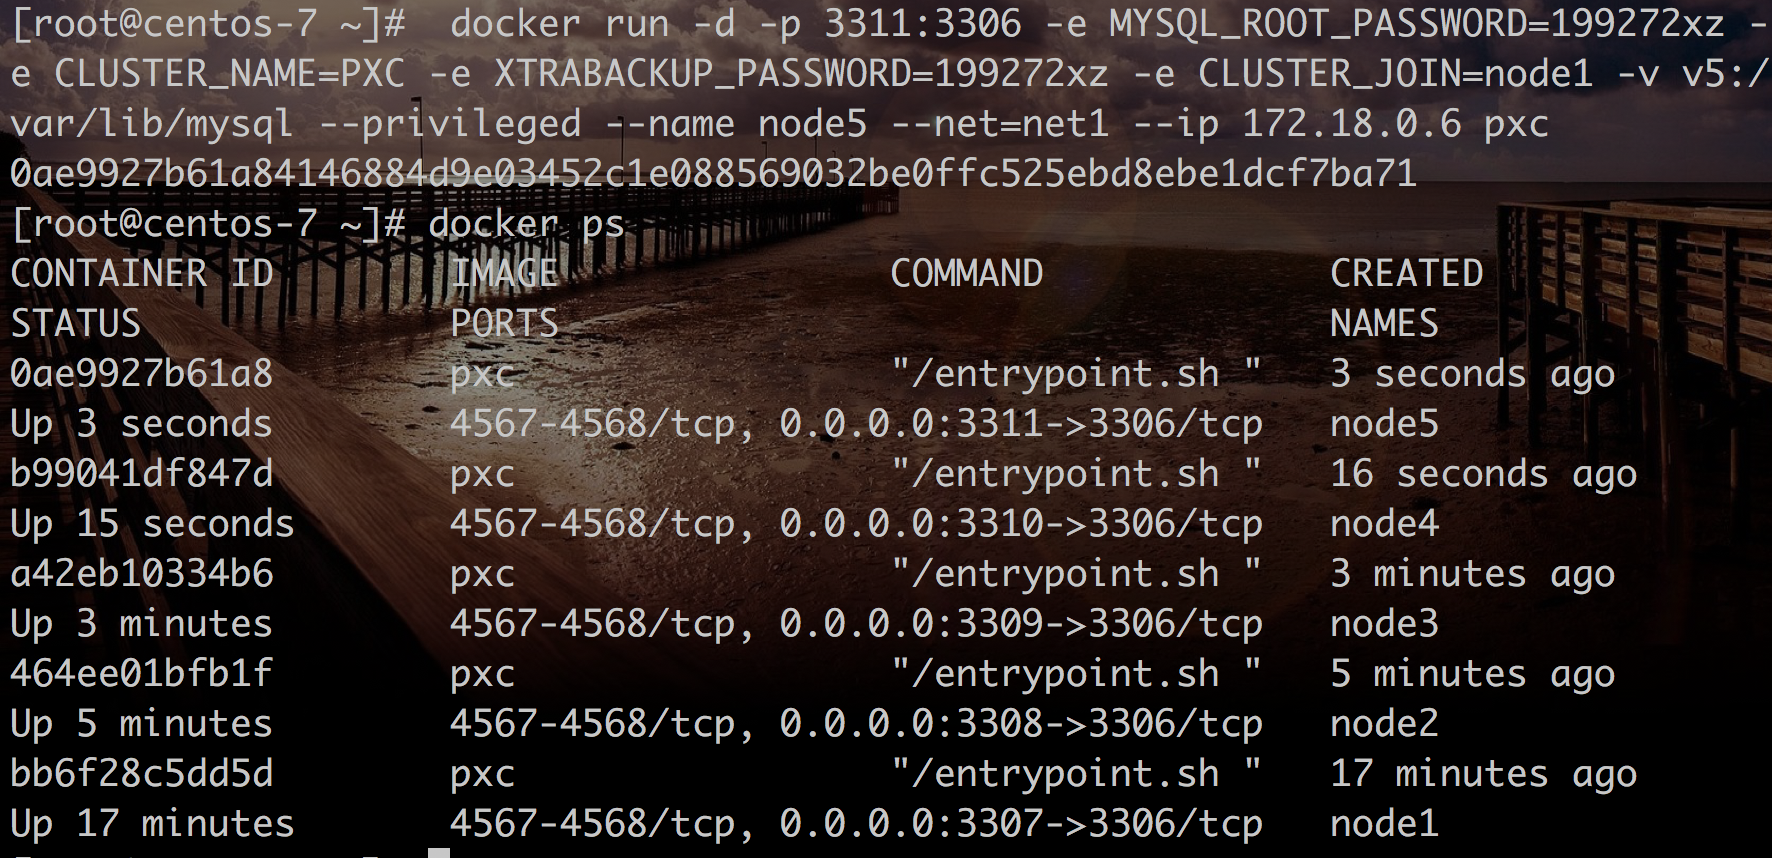 [root@centos-7 ~]#  docker run -d -p 3311:3306 -e MYSQL_ROOT_PASSWORD=199272xz -
e CLUSTER_NAME=PXC -e XTRABACKUP_PASSWORD=199272xz -e CLUSTER_JOIN=node1 -v v5:/
var/lib/mysql --privileged --name node5 --net=net1 --ip 172.18.0.6 pxc
0ae9927b61a84146884d9e03452c1e088569032be0ffc525ebd8ebe1dcf7ba71
[root@centos-7 ~]# docker ps
CONTAINER ID        IMAGE               COMMAND             CREATED
STATUS              PORTS                                   NAMES
0ae9927b61a8        pxc                 "/entrypoint.sh "   3 seconds ago
Up 3 seconds        4567-4568/tcp, 0.0.0.0:3311->3306/tcp   node5
b99041df847d        pxc                 "/entrypoint.sh "   16 seconds ago
Up 15 seconds       4567-4568/tcp, 0.0.0.0:3310->3306/tcp   node4
a42eb10334b6        pxc                 "/entrypoint.sh "   3 minutes ago
Up 3 minutes        4567-4568/tcp, 0.0.0.0:3309->3306/tcp   node3
464ee01bfb1f        pxc                 "/entrypoint.sh "   5 minutes ago
Up 5 minutes        4567-4568/tcp, 0.0.0.0:3308->3306/tcp   node2
bb6f28c5dd5d        pxc                 "/entrypoint.sh "   17 minutes ago
Up 17 minutes       4567-4568/tcp, 0.0.0.0:3307->3306/tcp   node1